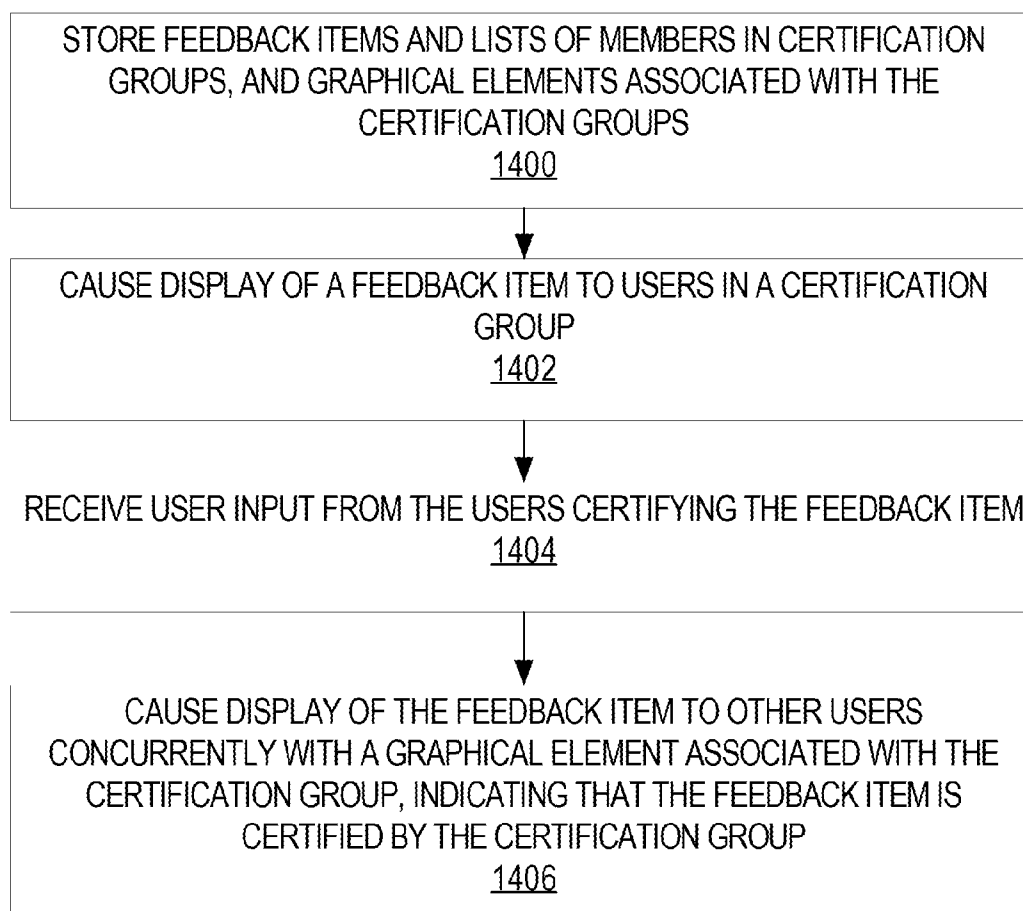 STORE FEEDBACK ITEMS AND LISTS OF MEMBERS IN CERTIFICATION
GROUPS, AND GRAPHICAL ELEMENTS ASSOCIATED WITH THE
CERTIFICATION GROUPS
1400
CAUSE DISPLAY OF A FEEDBACK ITEM TO USERS IN A CERTIFICATION
GROUP
1402
RECEIVE USER INPUT FROM THE USERS CERTIFYING THE FEEDBACK ITEM
1404
CAUSE DISPLAY OF THE FEEDBACK ITEM TO OTHER USERS
CONCURRENTLY WITH A GRAPHICAL ELEMENT ASSOCIATED WITH THE
CERTIFICATION GROUP, INDICATING THAT THE FEEDBACK ITEM IS
CERTIFIED BY THE CERTIFICATION GROUP
1406